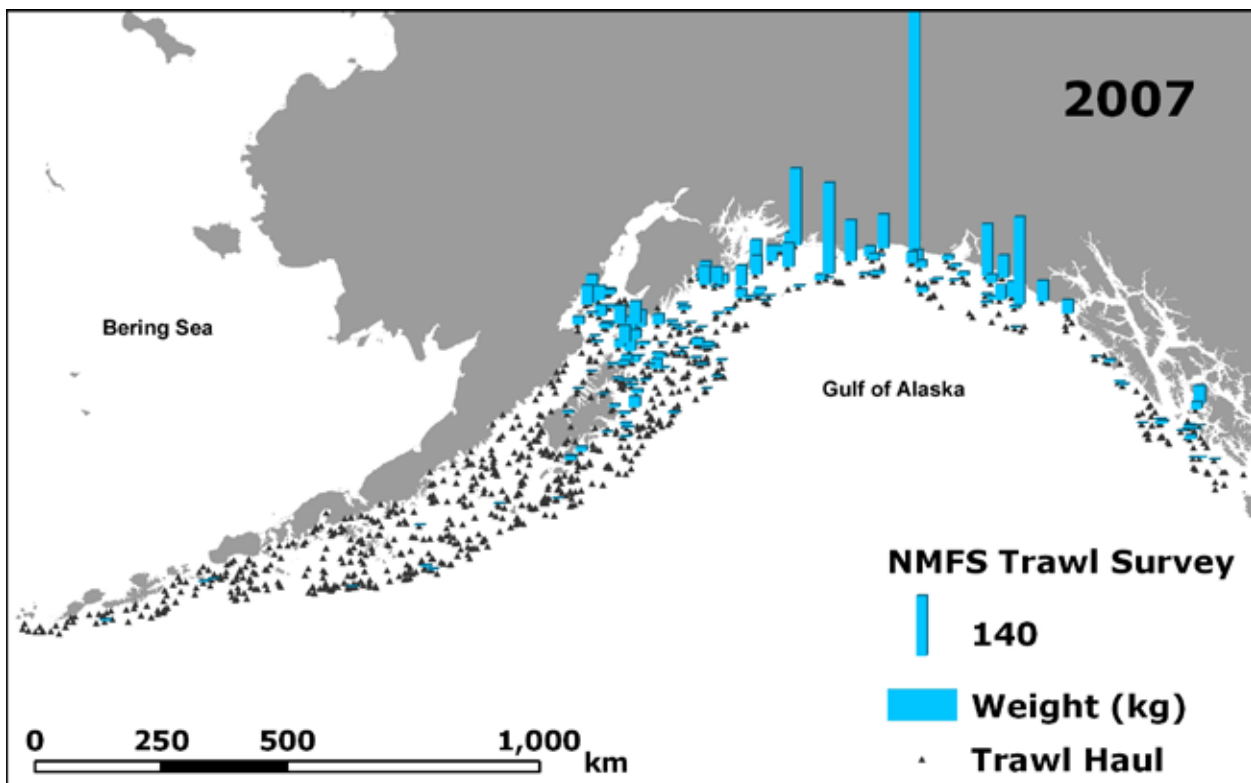 2007
Bering Sea
Gulf of Alaska
NMFS Trawl Survey
140
Weight (kg)
Trawl Haul
0 250 500 1,000
km